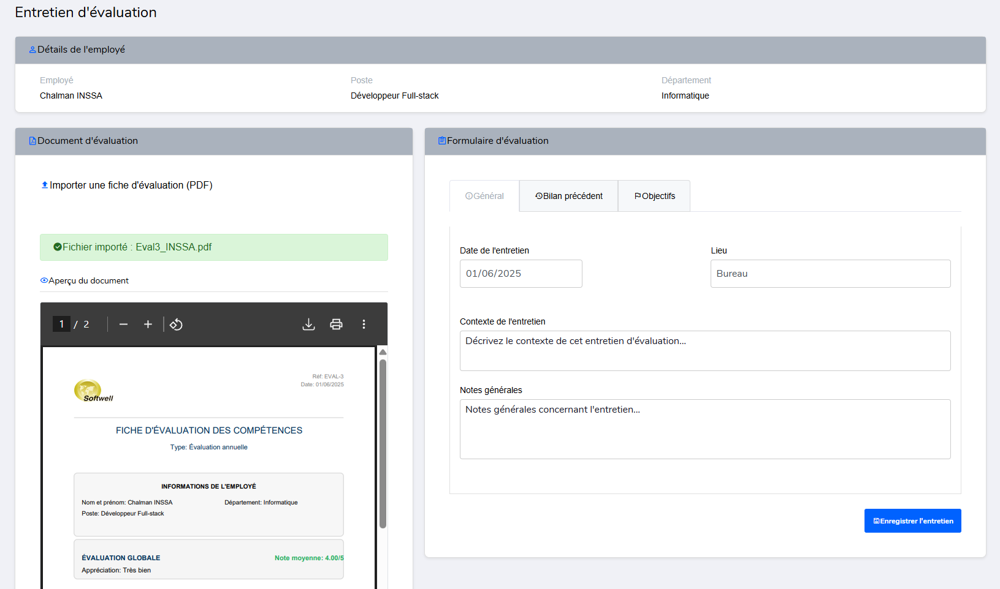 Entretien d'évaluation
Détails de l'employé
Employé
Chalman INSSA
Poste
Développeur Full-stack
Département
Informatique
Document d'évaluation
Importer une fiche d'évaluation (PDF)
Fichier importé : Eval3_INSSA.pdf
Aperçu du document
1 / 2
Réf: EVAL-3
Date: 01/06/2025
Softwell
FICHE D'ÉVALUATION DES COMPÉTENCES
Type: Évaluation annuelle
INFORMATIONS DE L'EMPLOYÉ
Nom et prénom: Chalman INSSA
Département: Informatique
Poste: Développeur Full-stack
ÉVALUATION GLOBALE
Note moyenne: 4.00/5
Appréciation: Très bien
Formulaire d'évaluation
Général
Bilan précédent
Objectifs
Date de l'entretien
01/06/2025
Lieu
Bureau
Contexte de l'entretien
Décrivez le contexte de cet entretien d'évaluation...
Notes générales
Notes générales concernant l'entretien...
Enregistrer l'entretien